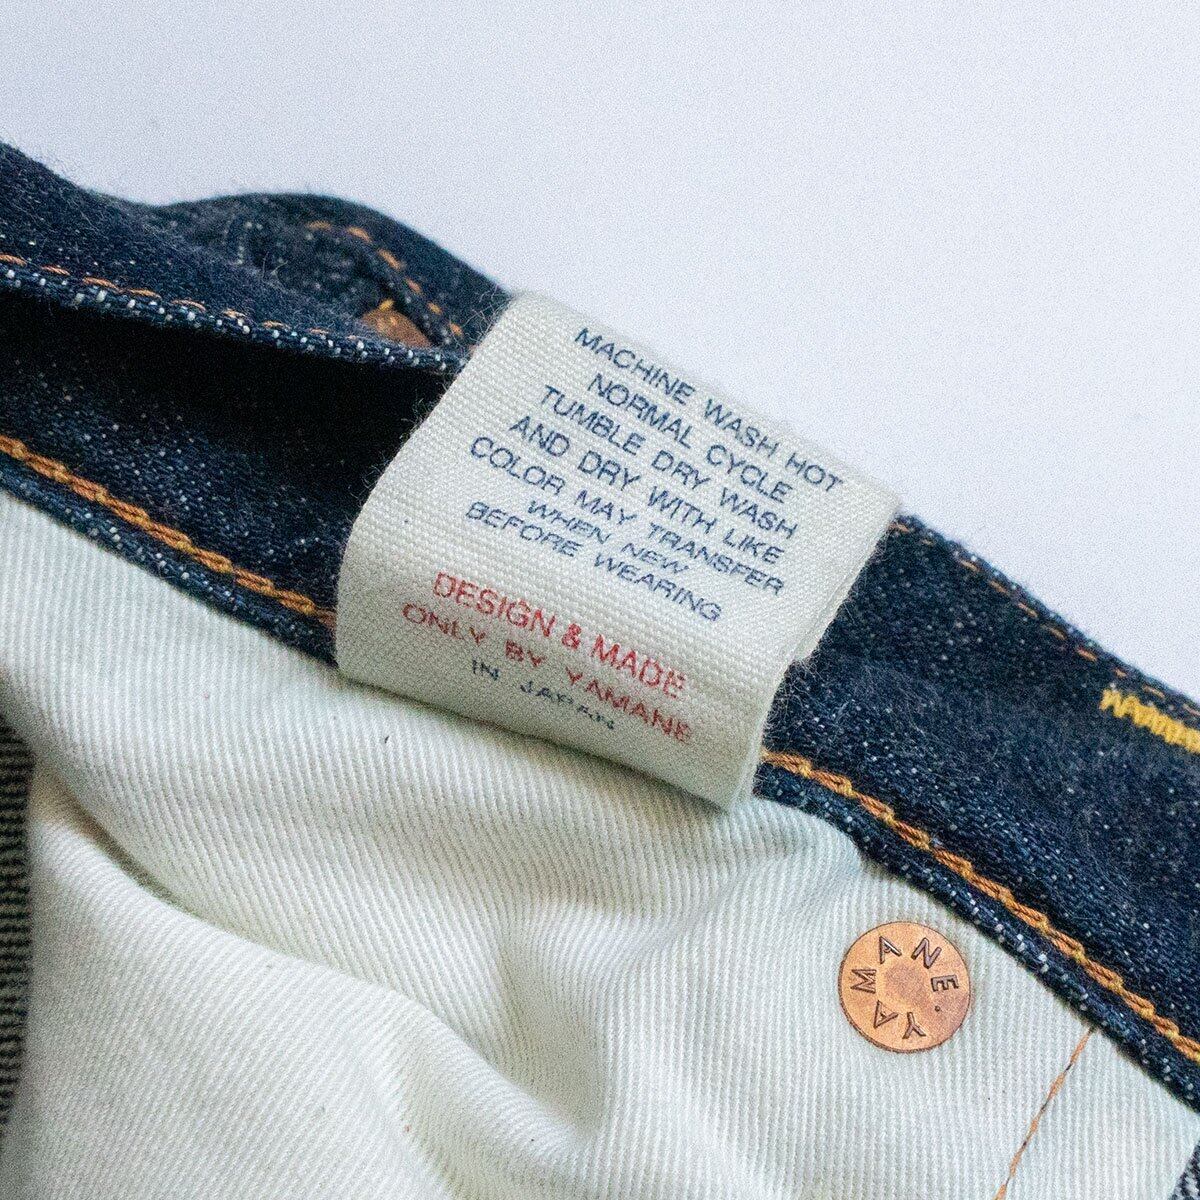 MACHINE WASH HOT
NORMAL CYCLE
TUMBLE DRY WASH
AND DRY WITH LIKE
COLOR MAY TRANSFER
WHEN NEW
BEFORE WEARING
DESIGN & MADE
ONLY BY YAMANE
IN JAPAN
YAMANE